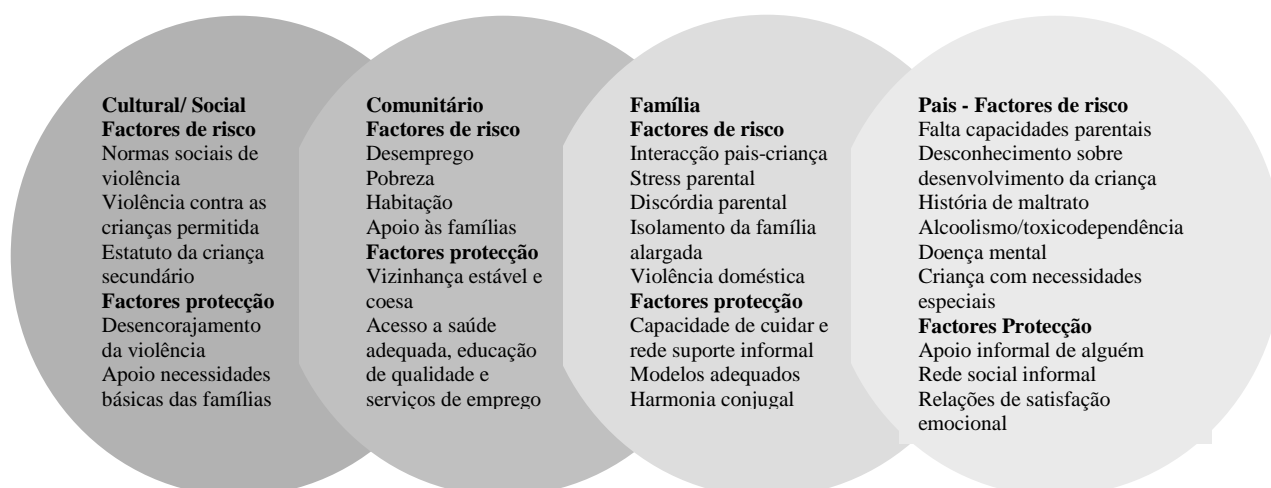 Cultural/ Social
Factores de risco
Normas sociais de
violência
Violência contra as
crianças permitida
Estatuto da criança
secundário
Factores protecção
Desencorajamento
da violência
Apoio necessidades
básicas das famílias
Comunitário
Factores de risco
Desemprego
Pobreza
Habitação
Apoio às famílias
Factores protecção
Vizinhança estável e
coesa
Acesso a saúde
adequada, educação
de qualidade e
serviços de emprego
Família
Factores de risco
Interacção pais-criança
Stress parental
Discórdia parental
Isolamento da família
alargada
Violência doméstica
Factores protecção
Capacidade de cuidar e
rede suporte informal
Modelos adequados
Harmonia conjugal
Pais - Factores de risco
Falta capacidades parentais
Desconhecimento sobre
desenvolvimento da criança
História de maltrato
Alcoolismo/toxicodependência
Doença mental
Criança com necessidades
especiais
Factores Protecção
Apoio informal de alguém
Rede social informal
Relações de satisfação
emocional